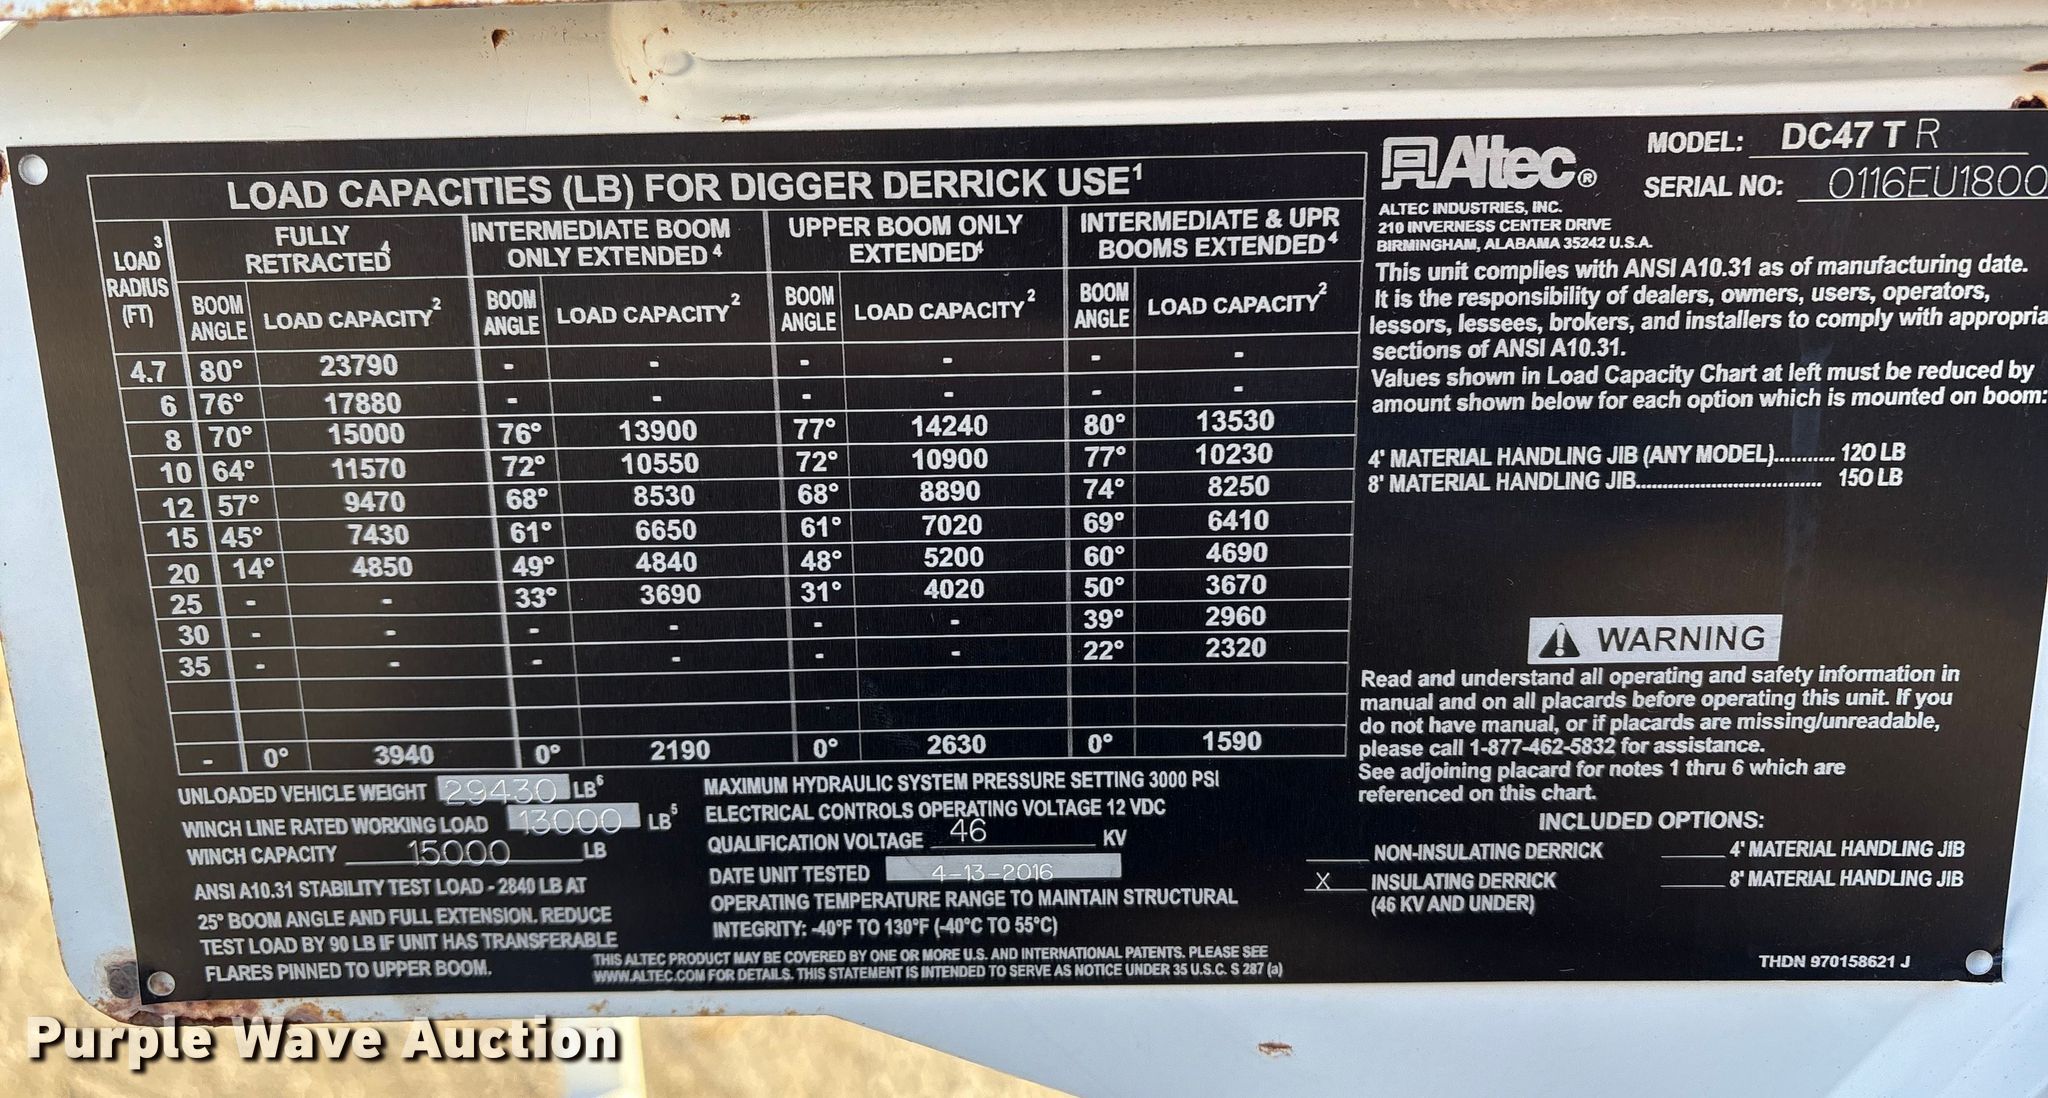 LOAD CAPACITIES (LB) FOR DIGGER DERRICK USE¹
LOAD RADIUS (FT)³ FULLY RETRACTED⁴ INTERMEDIATE BOOM ONLY EXTENDED⁴ UPPER BOOM ONLY EXTENDED⁴ INTERMEDIATE & UPR BOOMS EXTENDED⁴
BOOM ANGLE LOAD CAPACITY² BOOM ANGLE LOAD CAPACITY² BOOM ANGLE LOAD CAPACITY² BOOM ANGLE LOAD CAPACITY²
4.7 80° 23790 - - - - - -
6 76° 17880 - - - - - -
8 70° 15000 76° 13900 77° 14240 80° 13530
10 64° 11570 72° 10550 72° 10900 77° 10230
12 57° 9470 68° 8530 68° 8890 74° 8250
15 45° 7430 61° 6650 61° 7020 69° 6410
20 14° 4850 49° 4840 48° 5200 60° 4690
25 - - 33° 3690 31° 4020 50° 3670
30 - - - - - - 39° 2960
35 - - - - - - 22° 2320
- 0° 3940 0° 2190 0° 2630 0° 1590
UNLOADED VEHICLE WEIGHT 29430 LB⁶
WINCH LINE RATED WORKING LOAD 13000 LB⁵
WINCH CAPACITY 15000 LB
ANSI A10.31 STABILITY TEST LOAD - 2840 LB AT
25° BOOM ANGLE AND FULL EXTENSION. REDUCE
TEST LOAD BY 90 LB IF UNIT HAS TRANSFERABLE
FLARES PINNED TO UPPER BOOM.
MAXIMUM HYDRAULIC SYSTEM PRESSURE SETTING 3000 PSI
ELECTRICAL CONTROLS OPERATING VOLTAGE 12 VDC
QUALIFICATION VOLTAGE 46 KV
DATE UNIT TESTED 4-13-2016
OPERATING TEMPERATURE RANGE TO MAINTAIN STRUCTURAL
INTEGRITY: -40°F TO 130°F (-40°C TO 55°C)
THIS ALTEC PRODUCT MAY BE COVERED BY ONE OR MORE U.S. AND INTERNATIONAL PATENTS. PLEASE SEE
WWW.ALTEC.COM FOR DETAILS. THIS STATEMENT IS INTENDED TO SERVE AS NOTICE UNDER 35 U.S.C. S 287 (a)
Altec®
MODEL: DC47 T R
SERIAL NO: 0116EU1800
ALTEC INDUSTRIES, INC.
210 INVERNESS CENTER DRIVE
BIRMINGHAM, ALABAMA 35242 U.S.A.
This unit complies with ANSI A10.31 as of manufacturing date.
It is the responsibility of dealers, owners, users, operators,
lessors, lessees, brokers, and installers to comply with appropria
sections of ANSI A10.31.
Values shown in Load Capacity Chart at left must be reduced by
amount shown below for each option which is mounted on boom:
4' MATERIAL HANDLING JIB (ANY MODEL)........... 120 LB
8' MATERIAL HANDLING JIB................................... 150 LB
WARNING
Read and understand all operating and safety information in
manual and on all placards before operating this unit. If you
do not have manual, or if placards are missing/unreadable,
please call 1-877-462-5832 for assistance.
See adjoining placard for notes 1 thru 6 which are
referenced on this chart.
INCLUDED OPTIONS:
NON-INSULATING DERRICK 4' MATERIAL HANDLING JIB
X INSULATING DERRICK 8' MATERIAL HANDLING JIB
(46 KV AND UNDER)
THDN 970158621 J
Purple Wave Auction